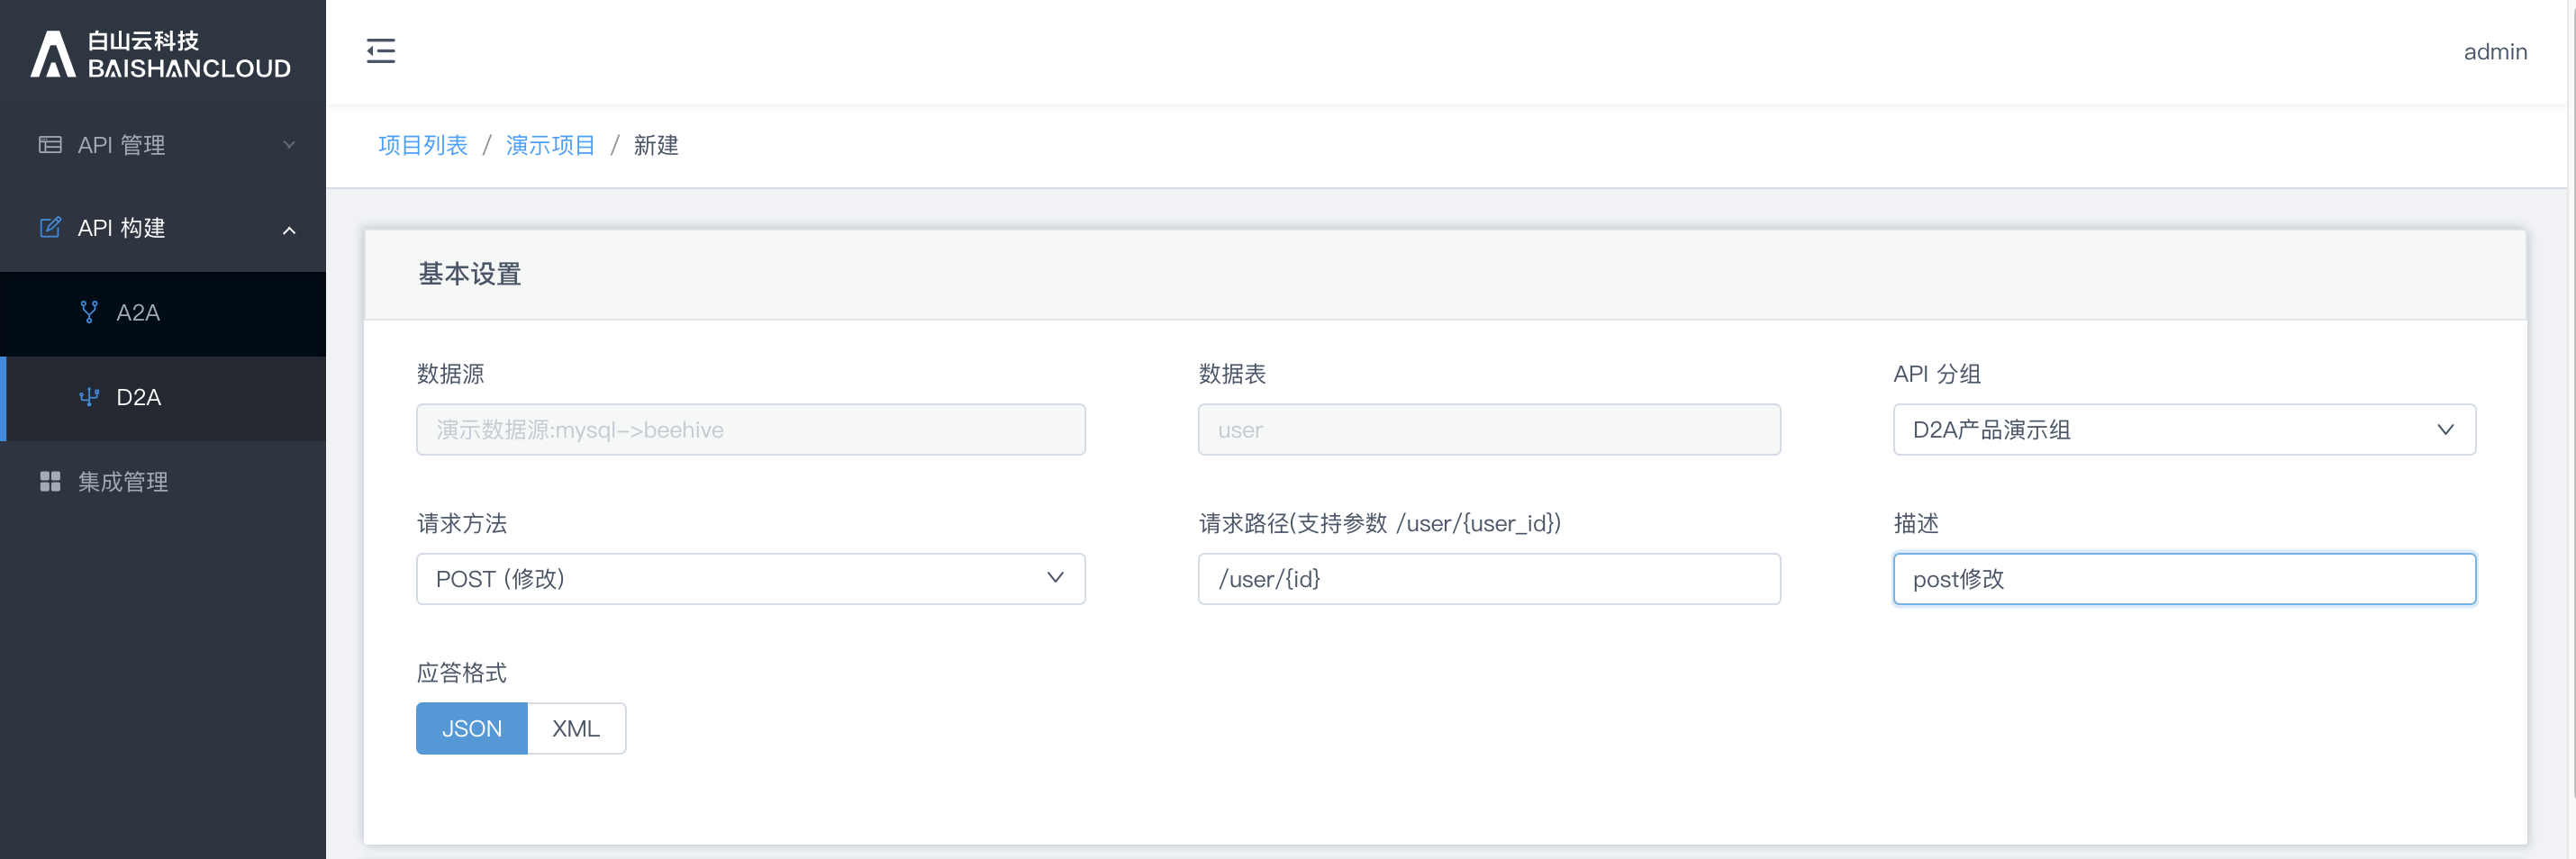 白山云科技
BAISHANCLOUD
admin
API 管理
项目列表 / 演示项目 / 新建
API 构建
基本设置
A2A
D2A
集成管理
数据源
数据表
API 分组
演示数据源:mysql->beehive
user
D2A产品演示组
请求方法
请求路径(支持参数 /user/{user_id})
描述
POST (修改)
/user/{id}
post修改
应答格式
JSON
XML